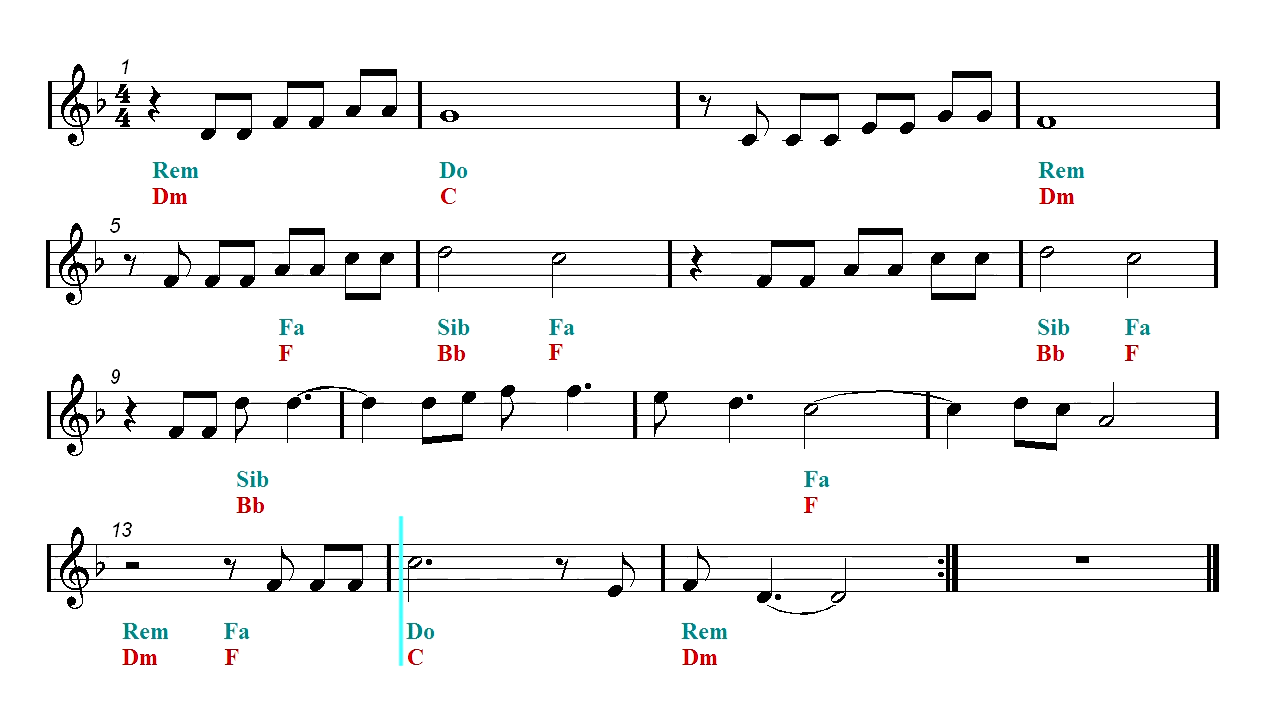 1
4
4
Rem Do Rem
Dm C Dm
5
Fa Sib Fa Sib Fa
F Bb F Bb F
9
Sib Fa
Bb F
13
Rem Fa Do Rem
Dm F C Dm